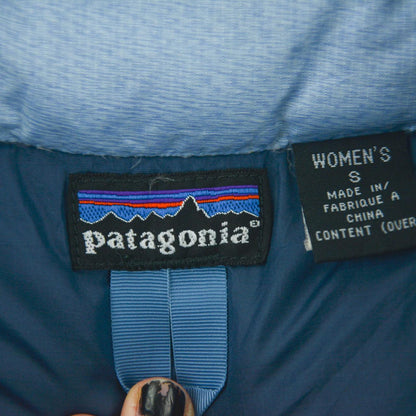 patagonia®
WOMEN'S
S
MADE IN/
FABRIQUE A
CHINA
CONTENT (OVER